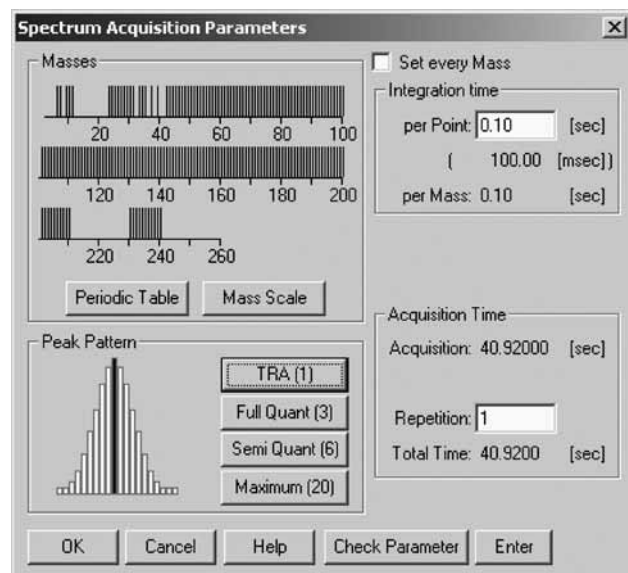 Spectrum Acquisition Parameters
Masses
20 40 60 80 100
120 140 160 180 200
220 240 260
Periodic Table Mass Scale
Set every Mass
Integration time
per Point: 0.10 [sec]
( 100.00 [msec])
per Mass: 0.10 [sec]
Peak Pattern
TRA (1)
Full Quant (3)
Semi Quant (6)
Maximum (20)
Acquisition Time
Acquisition: 40.92000 [sec]
Repetition: 1
Total Time: 40.9200 [sec]
OK Cancel Help Check Parameter Enter